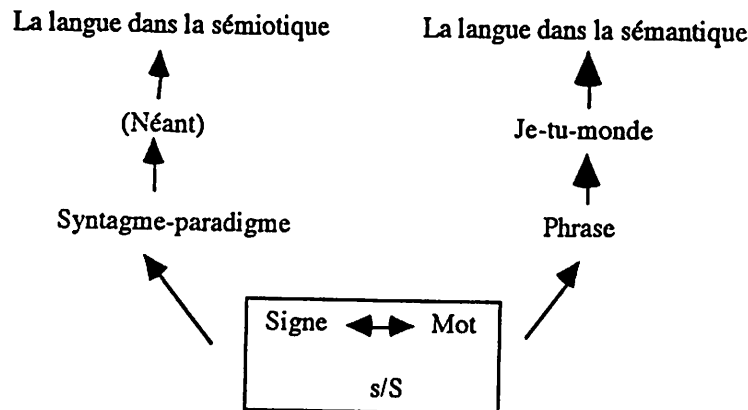 La langue dans la sémiotique La langue dans la sémantique
(Néant) Je-tu-monde
Syntagme-paradigme Phrase
Signe Mot
s/S